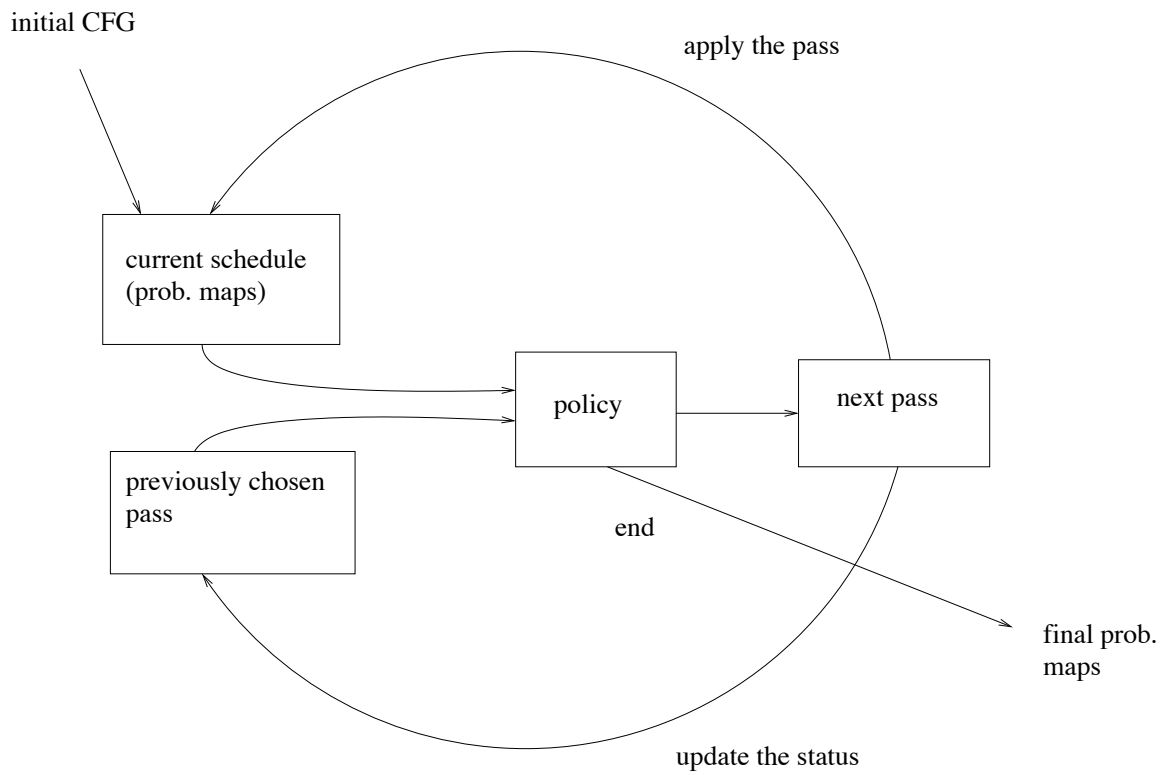 initial CFG
apply the pass
current schedule
(prob. maps)
policy
next pass
previously chosen
pass
end
final prob.
maps
update the status